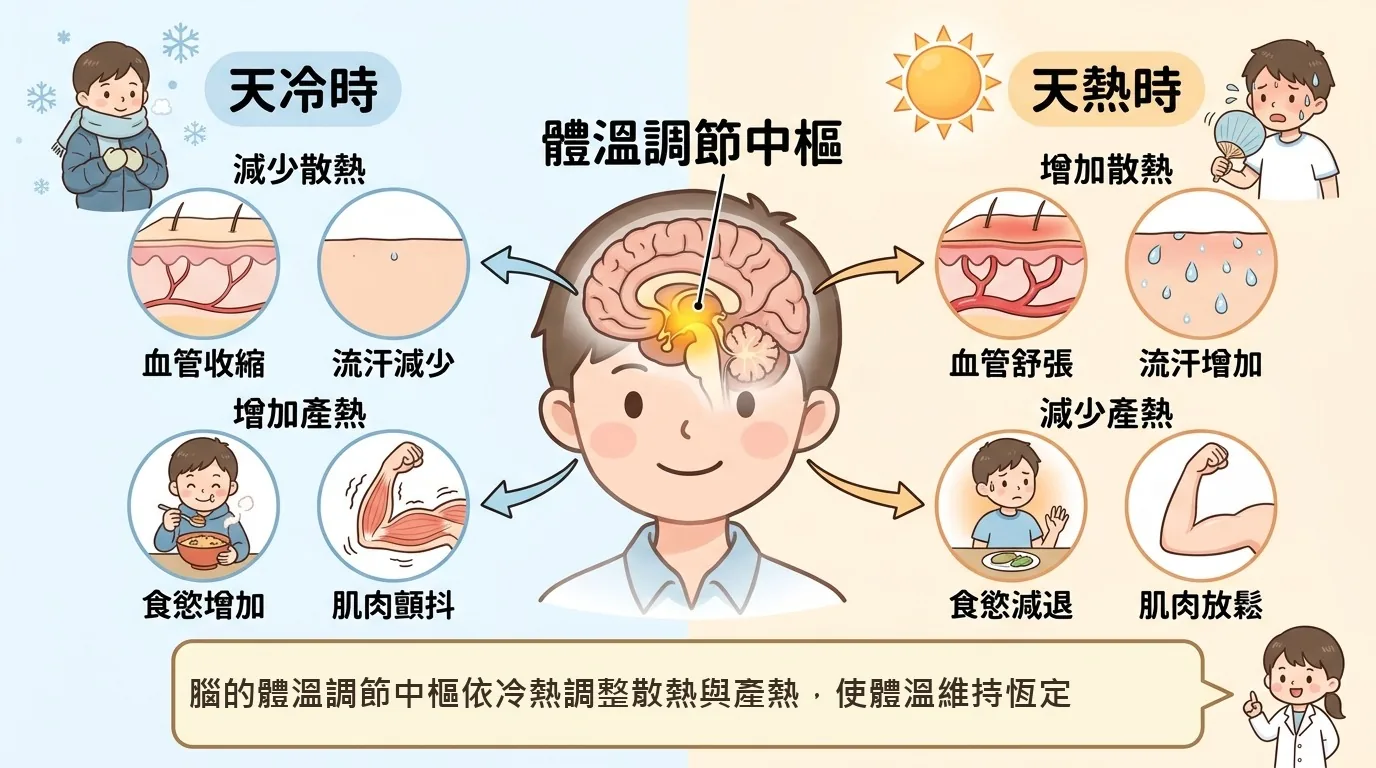 天冷時
天熱時
體溫調節中樞
減少散熱
血管收縮
流汗減少
增加產熱
食慾增加
肌肉顫抖
增加散熱
血管舒張
流汗增加
減少產熱
食慾減退
肌肉放鬆
腦的體溫調節中樞依冷熱調整散熱與產熱，使體溫維持恆定